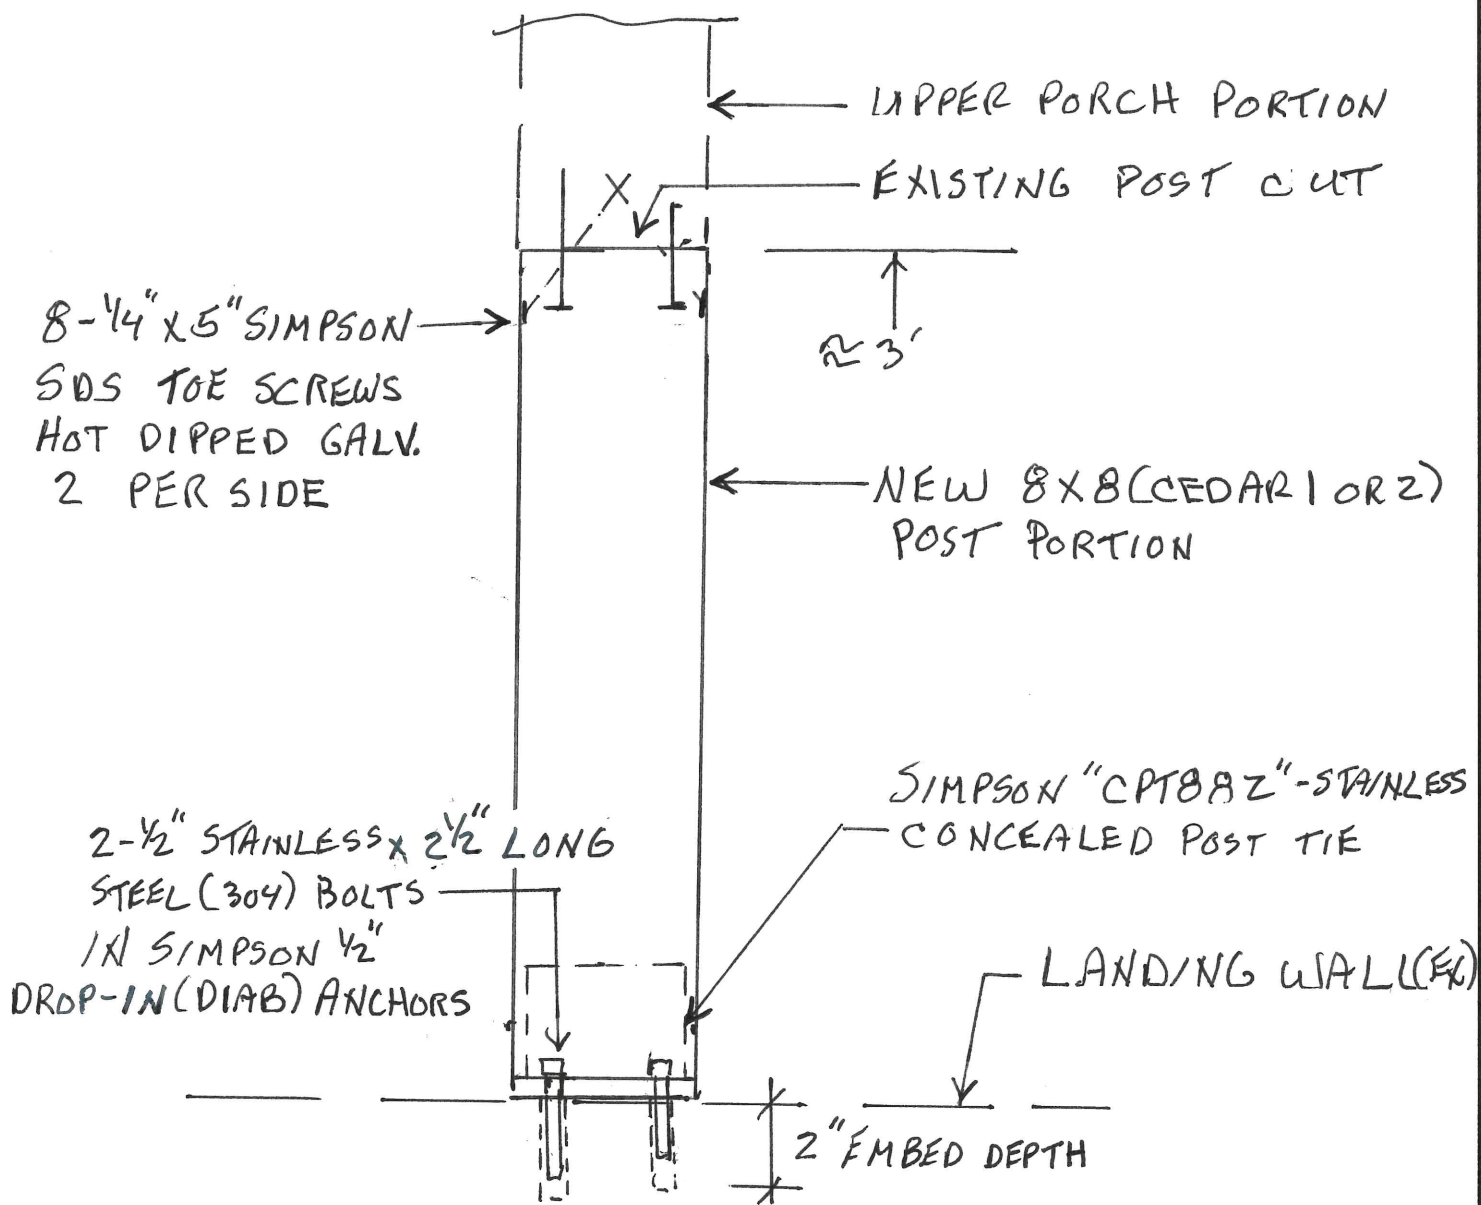 UPPER PORCH PORTION
EXISTING POST CUT
8-1/4" X 5" SIMPSON
SDS TOE SCREWS
HOT DIPPED GALV.
2 PER SIDE
≈ 3'
NEW 8X8 (CEDAR 1 OR 2)
POST PORTION
SIMPSON "CPT88Z"-STAINLESS
CONCEALED POST TIE
2-1/2" STAINLESS X 2 1/2" LONG
STEEL (304) BOLTS
IN SIMPSON 1/2"
DROP-IN (DIAB) ANCHORS
LANDING WALL (EX)
2" EMBED DEPTH